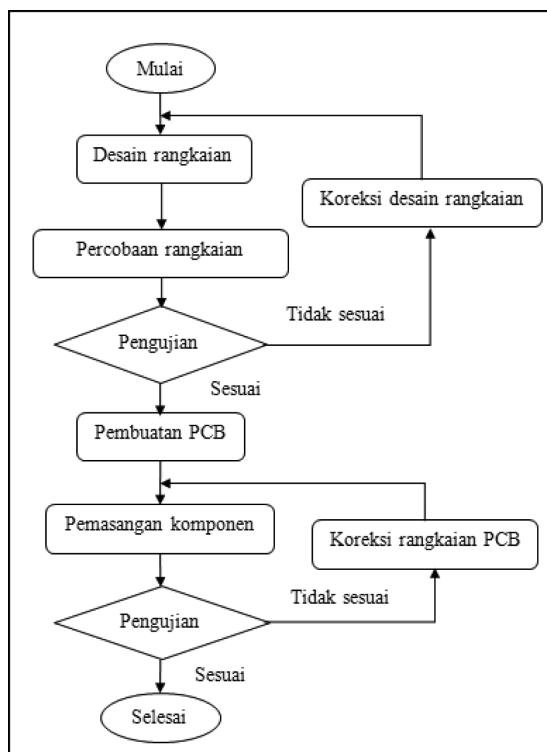 Mulai
Desain rangkaian
Koreksi desain rangkaian
Percobaan rangkaian
Tidak sesuai
Pengujian
Sesuai
Pembuatan PCB
Pemasangan komponen
Koreksi rangkaian PCB
Tidak sesuai
Pengujian
Sesuai
Selesai